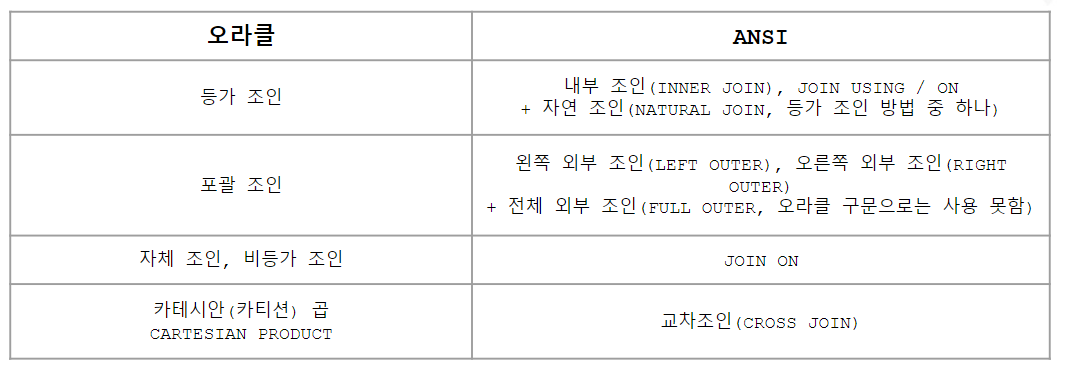 오라클
ANSI
등가 조인
내부 조인(INNER JOIN), JOIN USING / ON
+ 자연 조인(NATURAL JOIN, 등가 조인 방법 중 하나)
포괄 조인
왼쪽 외부 조인(LEFT OUTER), 오른쪽 외부 조인(RIGHT
OUTER)
+ 전체 외부 조인(FULL OUTER, 오라클 구문으로는 사용 못함)
자체 조인, 비등가 조인
JOIN ON
카테시안(카티션) 곱
CARTESIAN PRODUCT
교차조인(CROSS JOIN)